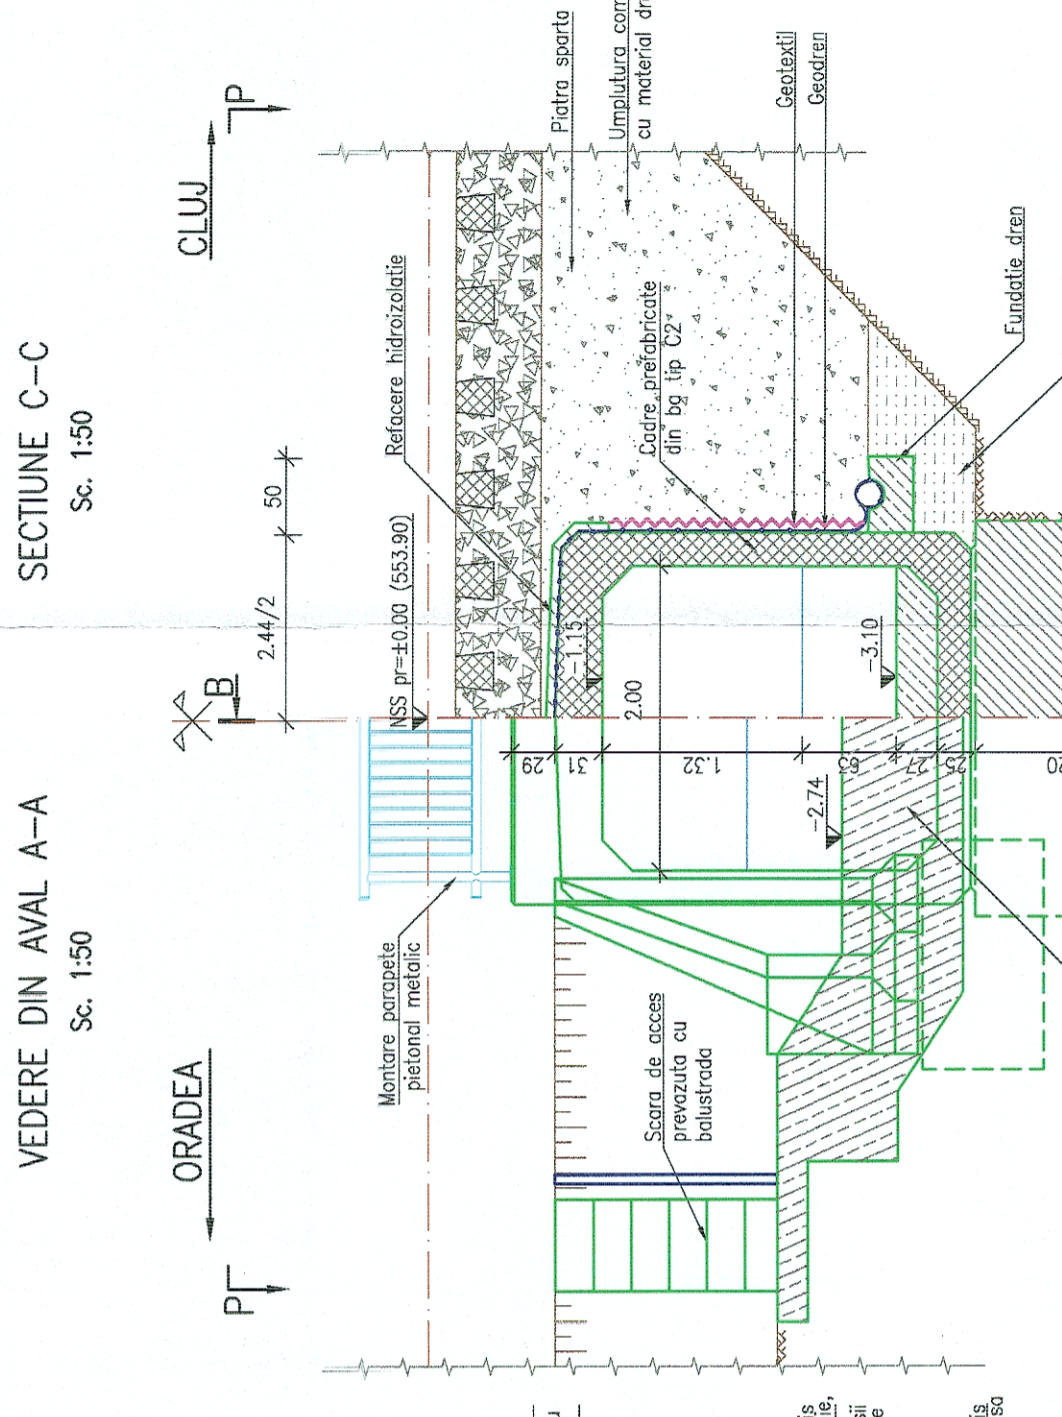 VEDERE DIN AVAL A-A
Sc. 1:50
SECTIUNE C-C
Sc. 1:50
ORADEA
CLUJ
P
P
B
2.44/2
50
NSS pr=±0.00 (553.90)
Refacere hidroizolatie
Piatra sparta
Umplutura
cu material
Geotextil
Geodren
Cadre prefabricate
din bg tip C2'
Fundatie dren
Montare parapete
pietonal metalic
Scara de acces
prevazuta cu
balustrada
-1.15
-3.10
-2.74
2.00
29
31
1.32
63
27
25
20